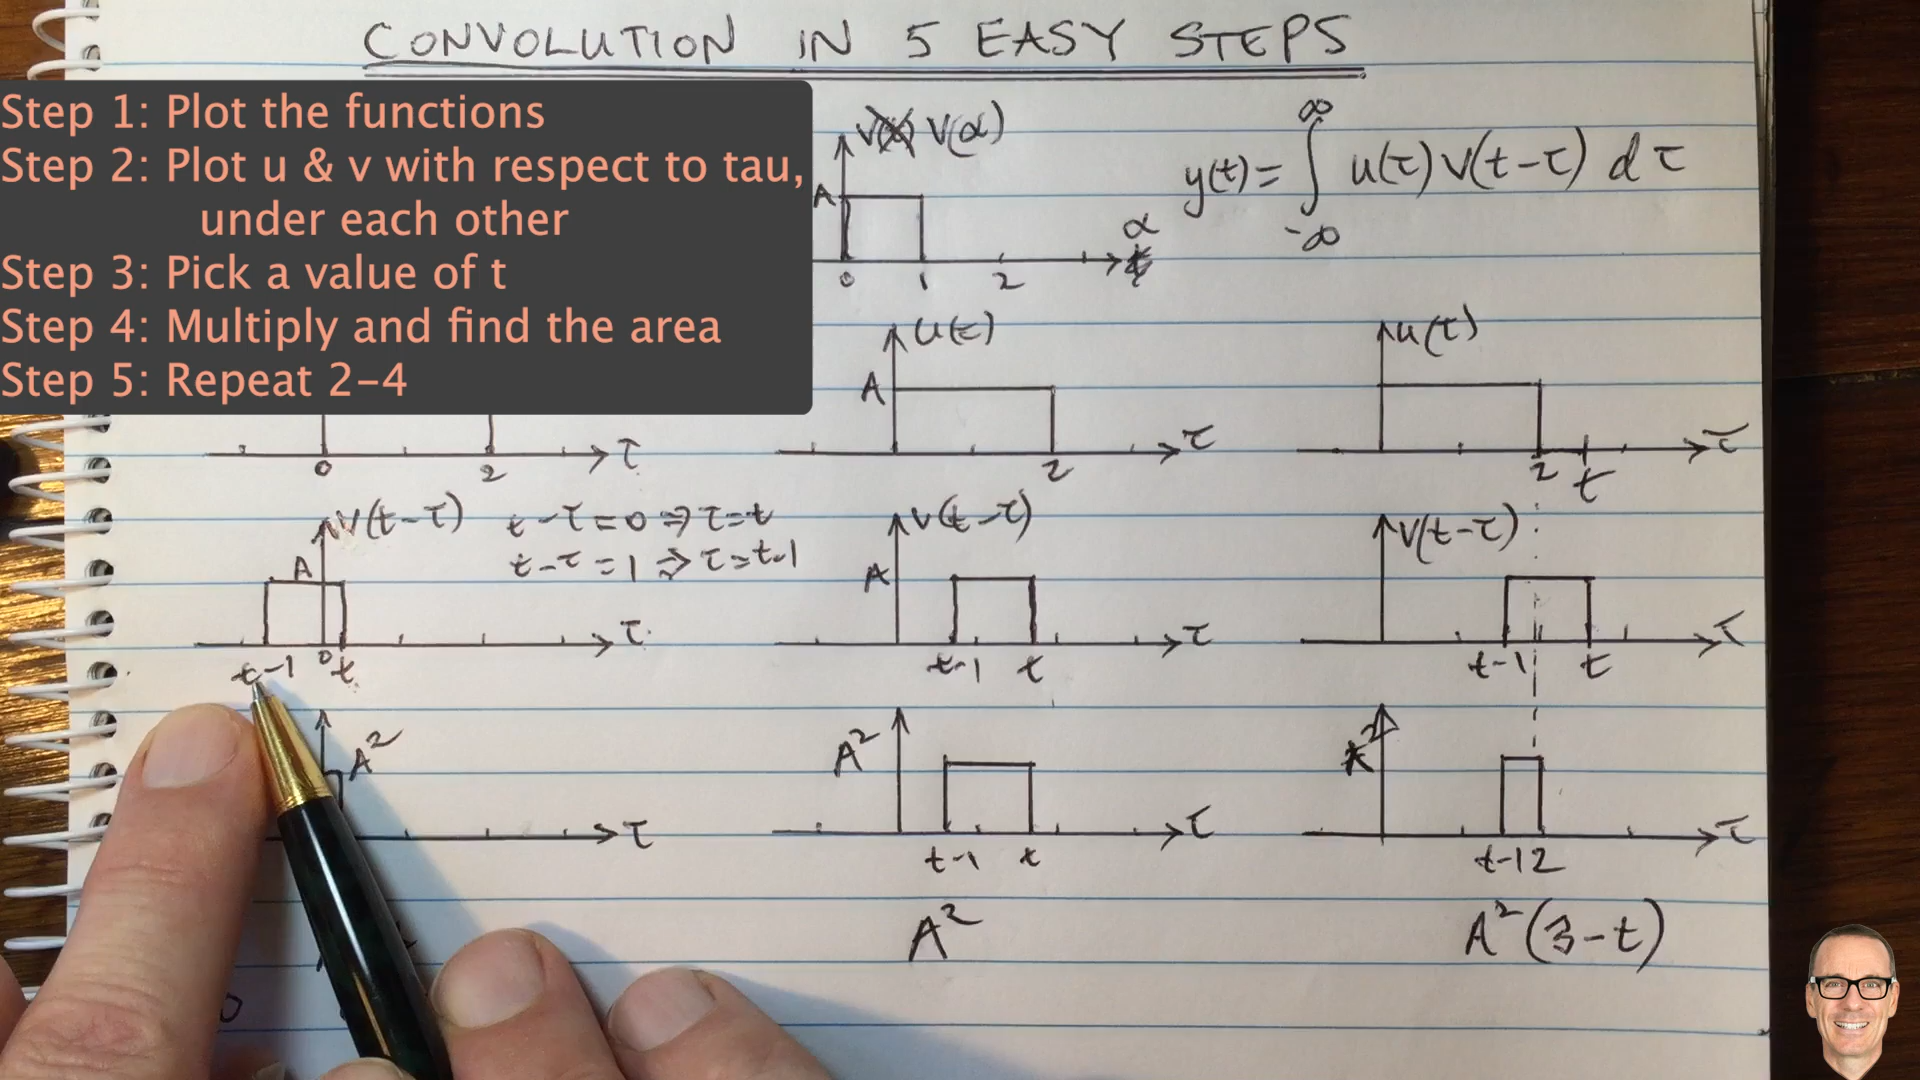 CONVOLUTION IN 5 EASY STEPS
Step 1: Plot the functions
Step 2: Plot u & v with respect to tau,
under each other
Step 3: Pick a value of t
Step 4: Multiply and find the area
Step 5: Repeat 2-4
v(α)
A
0 1 2
α
y(t) = ∫ u(τ) v(t-τ) dτ
∞
-∞
0 2 τ
u(τ)
A
2 τ
u(τ)
2 t τ
v(t-τ)
t-τ=0 ⇒ τ=t
t-τ=1 ⇒ τ=t-1
A
t-1 0 t τ
v(t-τ)
A
t-1 t τ
v(t-τ)
t-1 t τ
A²
τ
A²
t-1 t τ
A²
t-1 2 τ
A²
A²(3-t)